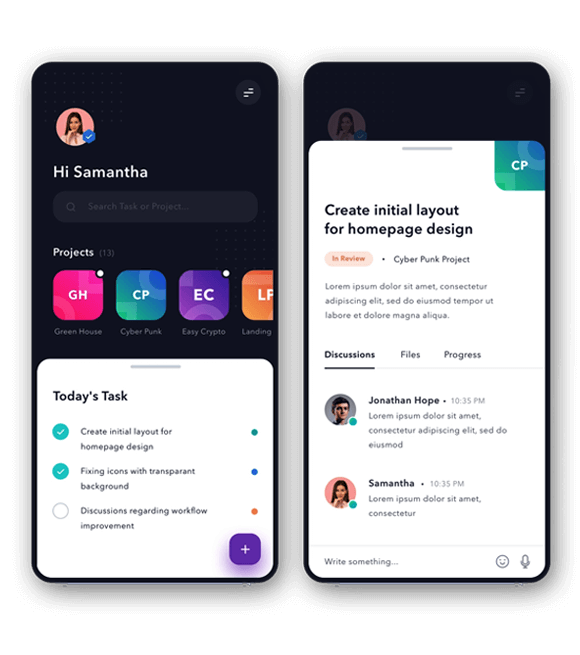 Hi Samantha
Search Task or Project...
Projects (13)
GH
CP
EC
LP
Green House
Cyber Punk
Easy Crypto
Landing
Today's Task
Create initial layout for
homepage design
Fixing icons with transparant
background
Discussions regarding workflow
improvement
+
CP
Create initial layout
for homepage design
In Review • Cyber Punk Project
Lorem ipsum dolor sit amet, consectetur
adipiscing elit, sed do eiusmod tempor ut
labore et dolore magna aliqua.
Discussions Files Progress
Jonathan Hope • 10:35 PM
Lorem ipsum dolor sit amet,
consectetur adipiscing elit, sed do
eiusmod
Samantha • 10:35 PM
Lorem ipsum dolor sit amet,
consectetur
Write something...